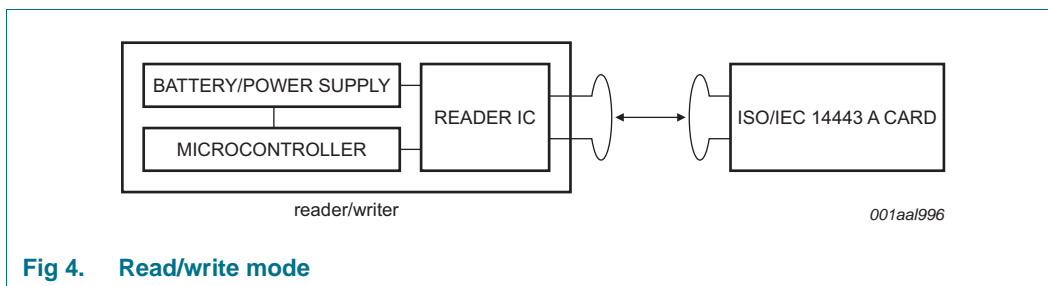 BATTERY/POWER SUPPLY
MICROCONTROLLER
READER IC
ISO/IEC 14443 A CARD
reader/writer
001aal996
Fig 4. Read/write mode